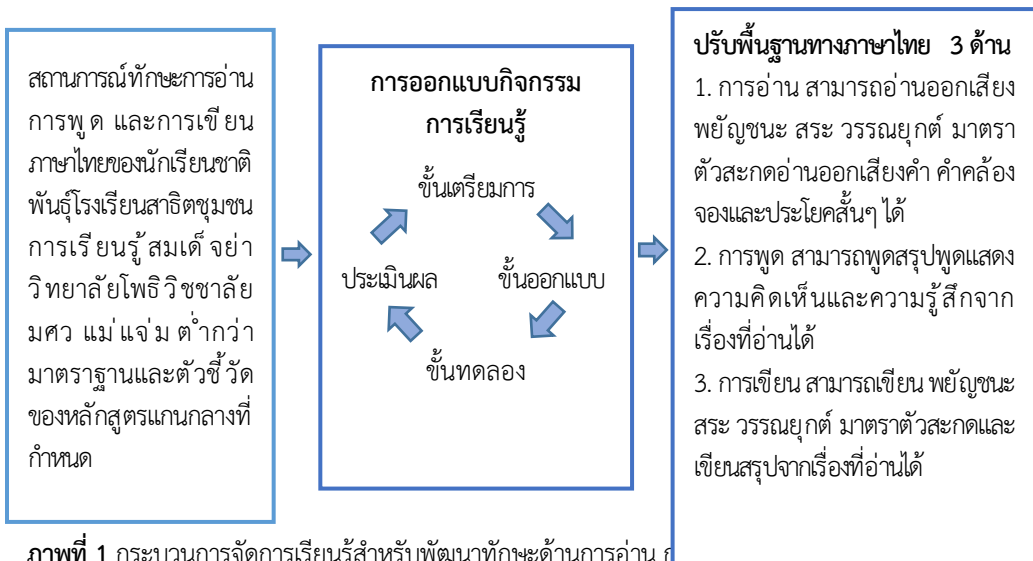 สถานการณ์ทักษะการอ่าน
การพูด และการเขียน
ภาษาไทยของนักเรียนชาติ
พันธุ์โรงเรียนสาธิตชุมชน
การเรียนรู้สมเด็จย่า
วิทยาลัยโพธิวิชชาลัย
มศว แม่แจ่ม ต่ำกว่า
มาตราฐานและตัวชี้วัด
ของหลักสูตรแกนกลางที่
กำหนด
การออกแบบกิจกรรม
การเรียนรู้
ขั้นเตรียมการ
ประเมินผล ขั้นออกแบบ
ขั้นทดลอง
ปรับพื้นฐานทางภาษาไทย 3 ด้าน
1. การอ่าน สามารถอ่านออกเสียง
พยัญชนะ สระ วรรณยุกต์ มาตรา
ตัวสะกดอ่านออกเสียงคำ คำคล้อง
จองและประโยคสั้นๆ ได้
2. การพูด สามารถพูดสรุปพูดแสดง
ความคิดเห็นและความรู้สึกจาก
เรื่องที่อ่านได้
3. การเขียน สามารถเขียน พยัญชนะ
สระ วรรณยุกต์ มาตราตัวสะกดและ
เขียนสรุปจากเรื่องที่อ่านได้
ภาพที่ 1 กระบวนการจัดการเรียนรู้สำหรับพัฒนาทักษะด้านการอ่าน